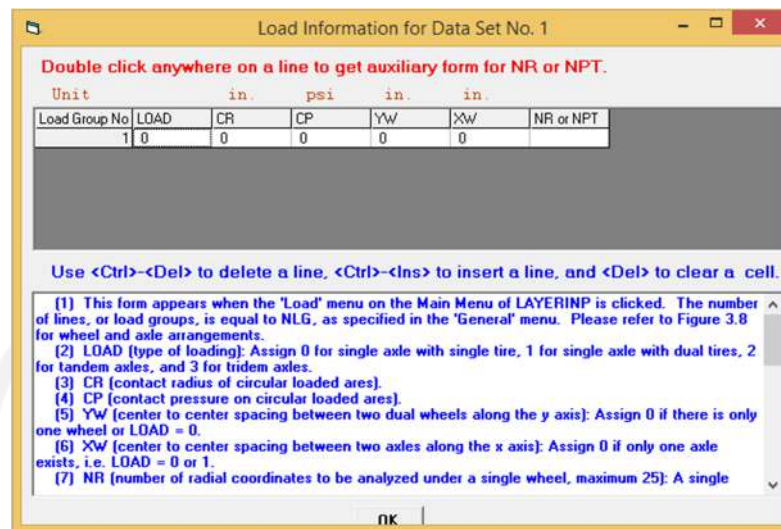 Load Information for Data Set No. 1
Double click anywhere on a line to get auxiliary form for NR or NPT.
Unit in. psi in. in.
Load Group No LOAD CR CP YW XW NR or NPT
1 0 0 0 0 0
Use <Ctrl>-<Del> to delete a line, <Ctrl>-<Ins> to insert a line, and <Del> to clear a cell.
(1) This form appears when the 'Load' menu on the Main Menu of LAYERINP is clicked. The number
of lines, or load groups, is equal to NLG, as specified in the 'General' menu. Please refer to Figure 3.8
for wheel and axle arrangements.
(2) LOAD (type of loading): Assign 0 for single axle with single tire, 1 for single axle with dual tires, 2
for tandem axles, and 3 for tridem axles.
(3) CR (contact radius of circular loaded ares).
(4) CP (contact pressure on circular loaded ares).
(5) YW (center to center spacing between two dual wheels along the y axis): Assign 0 if there is only
one wheel or LOAD = 0.
(6) XW (center to center spacing between two axles along the x axis): Assign 0 if only one axle
exists, i.e. LOAD = 0 or 1.
(7) NR (number of radial coordinates to be analyzed under a single wheel, maximum 25): A single
OK